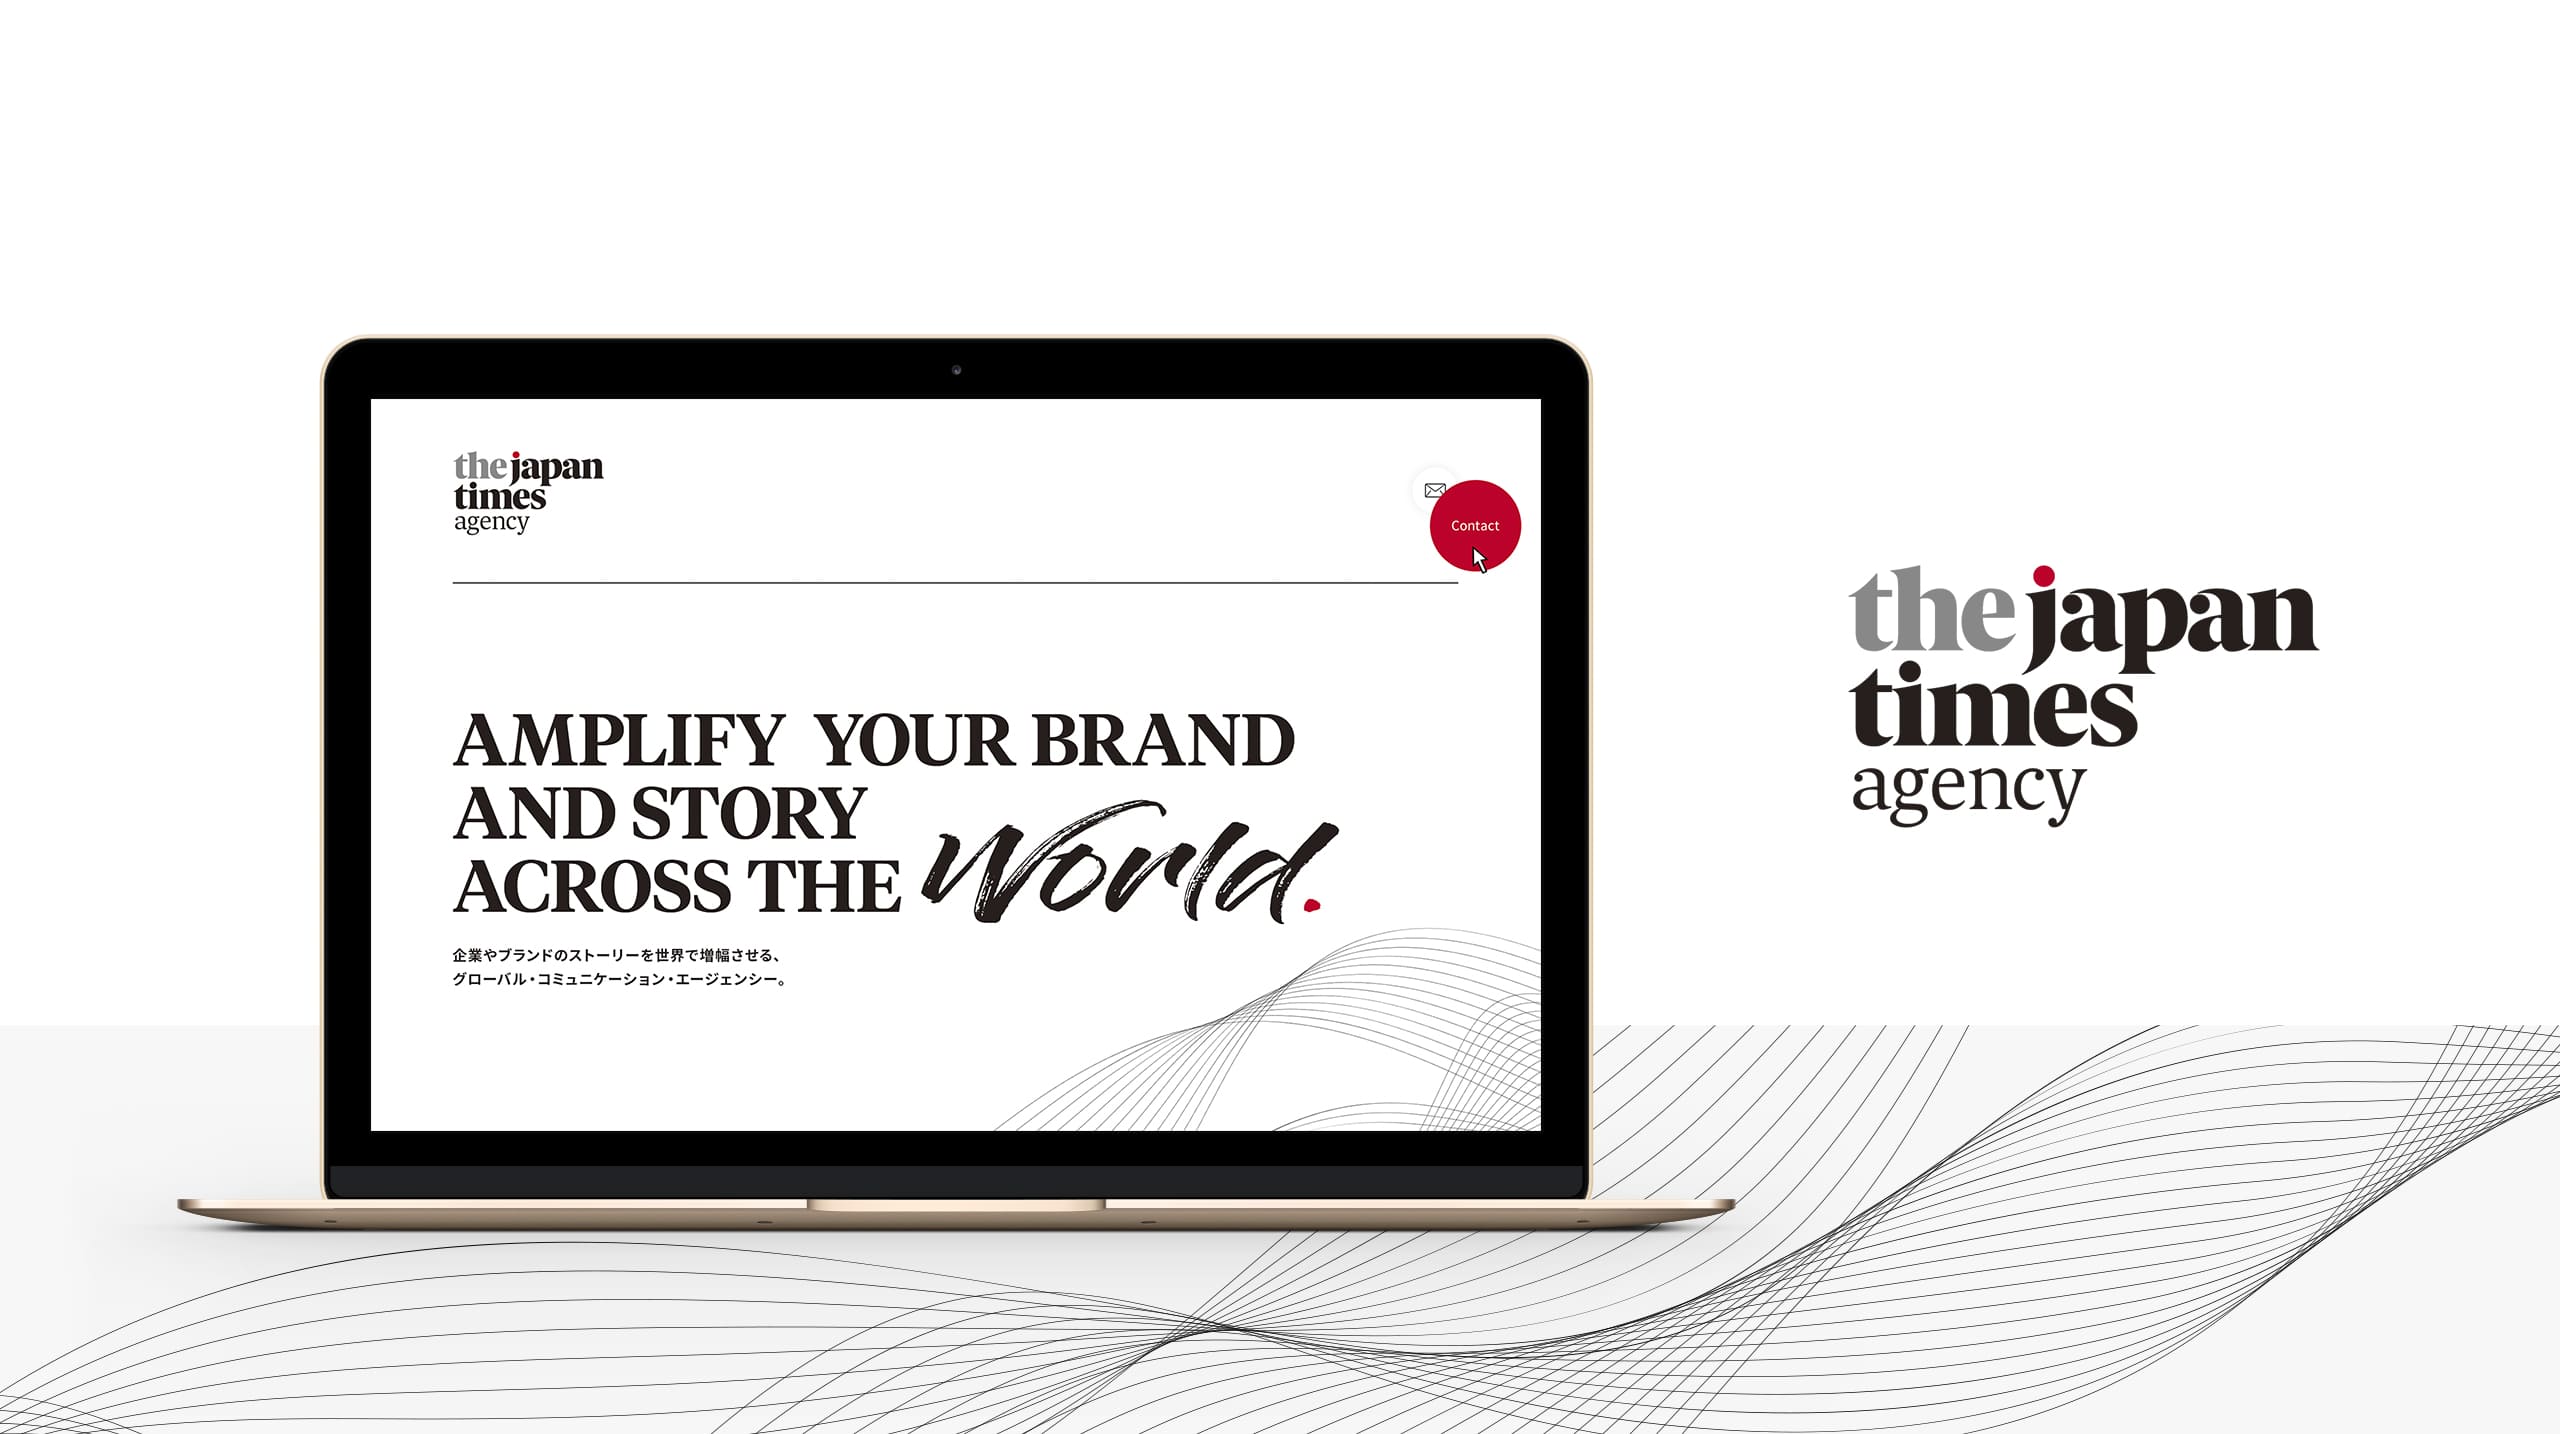 the japan
times
agency
Contact
AMPLIFY YOUR BRAND
AND STORY
ACROSS THE World.
企業やブランドのストーリーを世界で増幅させる、
グローバル・コミュニケーション・エージェンシー。
the japan
times
agency